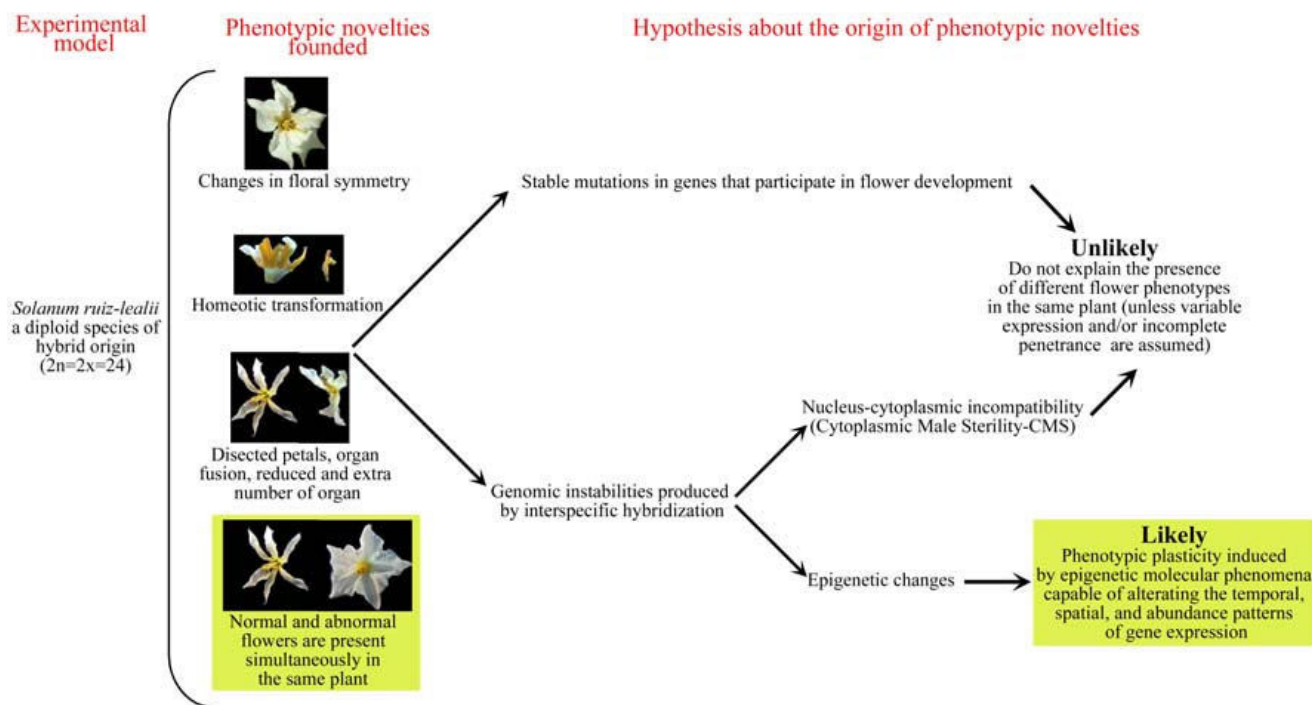 Experimental
model
Phenotypic novelties
founded
Hypothesis about the origin of phenotypic novelties
Solanum ruiz-lealii
a diploid species of
hybrid origin
(2n=2x=24)
Changes in floral symmetry
Homeotic transformation
Disected petals, organ
fusion, reduced and extra
number of organ
Normal and abnormal
flowers are present
simultaneously in
the same plant
Stable mutations in genes that participate in flower development
Genomic instabilities produced
by interspecific hybridization
Nucleus-cytoplasmic incompatibility
(Cytoplasmic Male Sterility-CMS)
Epigenetic changes
Unlikely
Do not explain the presence
of different flower phenotypes
in the same plant (unless variable
expression and/or incomplete
penetrance are assumed)
Likely
Phenotypic plasticity induced
by epigenetic molecular phenomena
capable of altering the temporal,
spatial, and abundance patterns
of gene expression